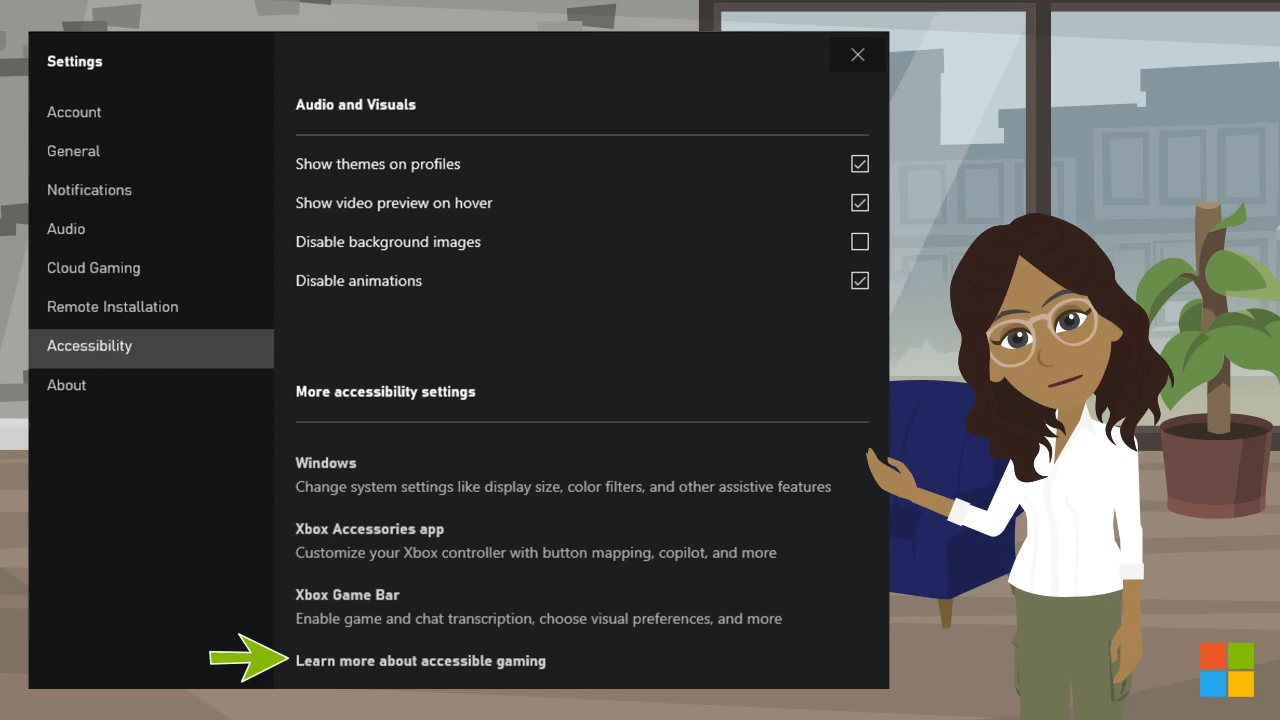 Settings
Account
General
Notifications
Audio
Cloud Gaming
Remote Installation
Accessibility
About
Audio and Visuals
Show themes on profiles
Show video preview on hover
Disable background images
Disable animations
More accessibility settings
Windows
Change system settings like display size, color filters, and other assistive features
Xbox Accessories app
Customize your Xbox controller with button mapping, copilot, and more
Xbox Game Bar
Enable game and chat transcription, choose visual preferences, and more
Learn more about accessible gaming